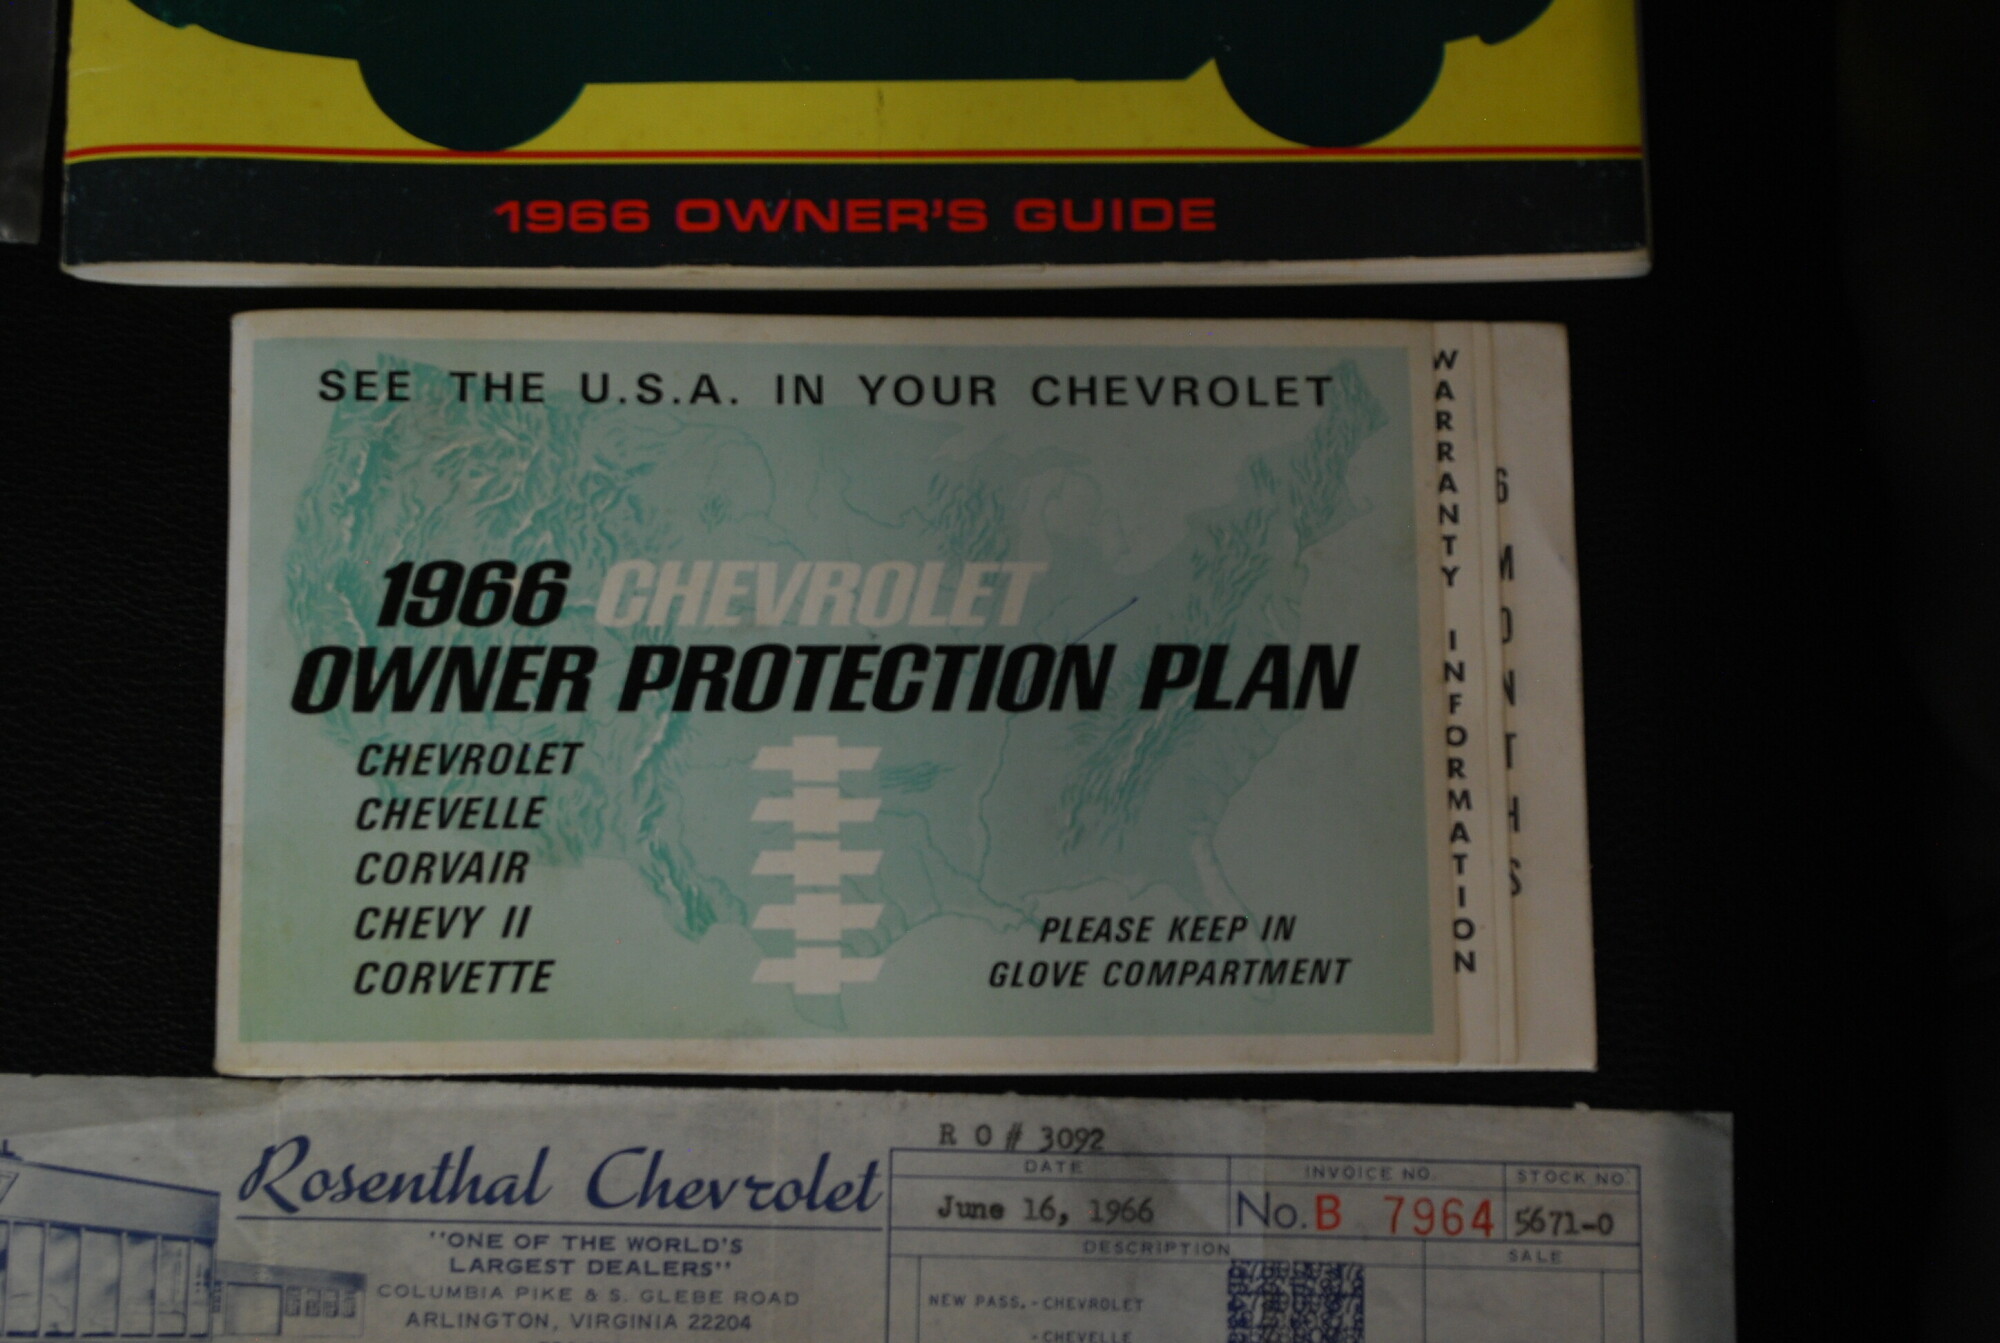 1966 OWNER'S GUIDE
SEE THE U.S.A. IN YOUR CHEVROLET
1966 CHEVROLET
OWNER PROTECTION PLAN
CHEVROLET
CHEVELLE
CORVAIR
CHEVY II
CORVETTE
PLEASE KEEP IN
GLOVE COMPARTMENT
WARRANTY INFORMATION
6 MONTHS
Rosenthal Chevrolet
"ONE OF THE WORLD'S
LARGEST DEALERS"
COLUMBIA PIKE & S. GLEBE ROAD
ARLINGTON, VIRGINIA 22204
R O # 3092
DATE INVOICE NO. STOCK NO.
June 16, 1966 No. B 7964 5671-0
DESCRIPTION SALE
NEW PASS. - CHEVROLET
- CHEVELLE